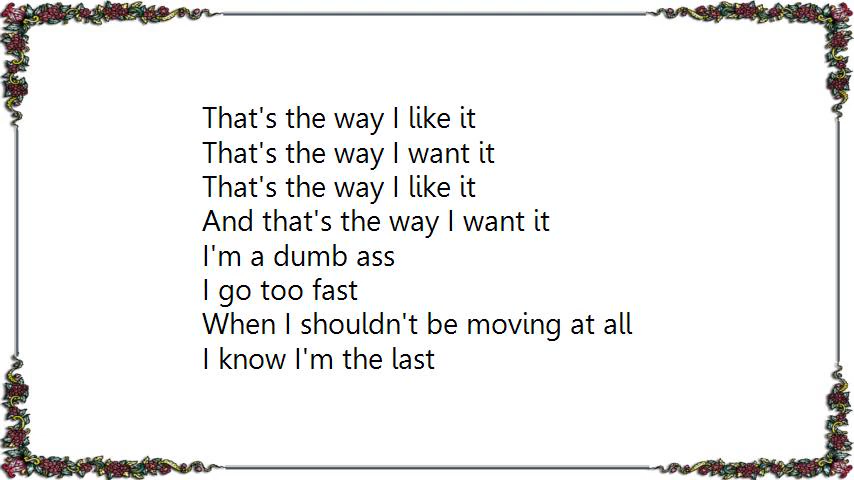 That's the way I like it
That's the way I want it
That's the way I like it
And that's the way I want it
I'm a dumb ass
I go too fast
When I shouldn't be moving at all
I know I'm the last